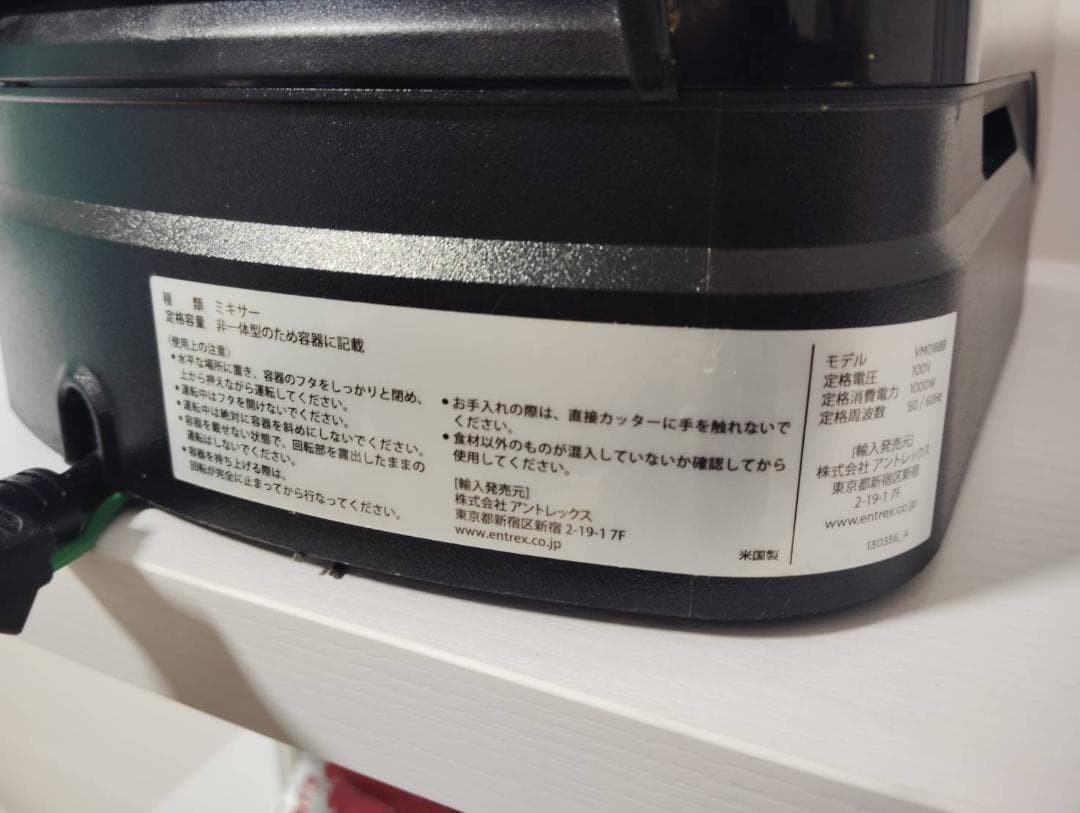 種 類 ミキサー
定格容量 非一体型のため容器に記載
〈使用上の注意〉
●水平な場所に置き、容器のフタをしっかりと閉め、
上から押えながら運転してください。
●運転中はフタを開けないでください。
●運転中は絶対に容器を斜めにしないでください。
●容器を載せない状態で、回転部を露出したままの
運転はしないでください。
●容器を持ち上げる際は、
回転が完全に止まってから行なってください。
●お手入れの際は、直接カッターに手を触れないで
ください。
●食材以外のものが混入していないか確認してから
使用してください。
[輸入発売元]
株式会社 アントレックス
東京都新宿区新宿 2-19-1 7F
www.entrex.co.jp
米国製
モデル VM0188B
定格電圧 100V
定格消費電力 1000W
定格周波数 50 / 60Hz
[輸入発売元]
株式会社 アントレックス
東京都新宿区新宿
2-19-1 7F
www.entrex.co.jp
130356_A